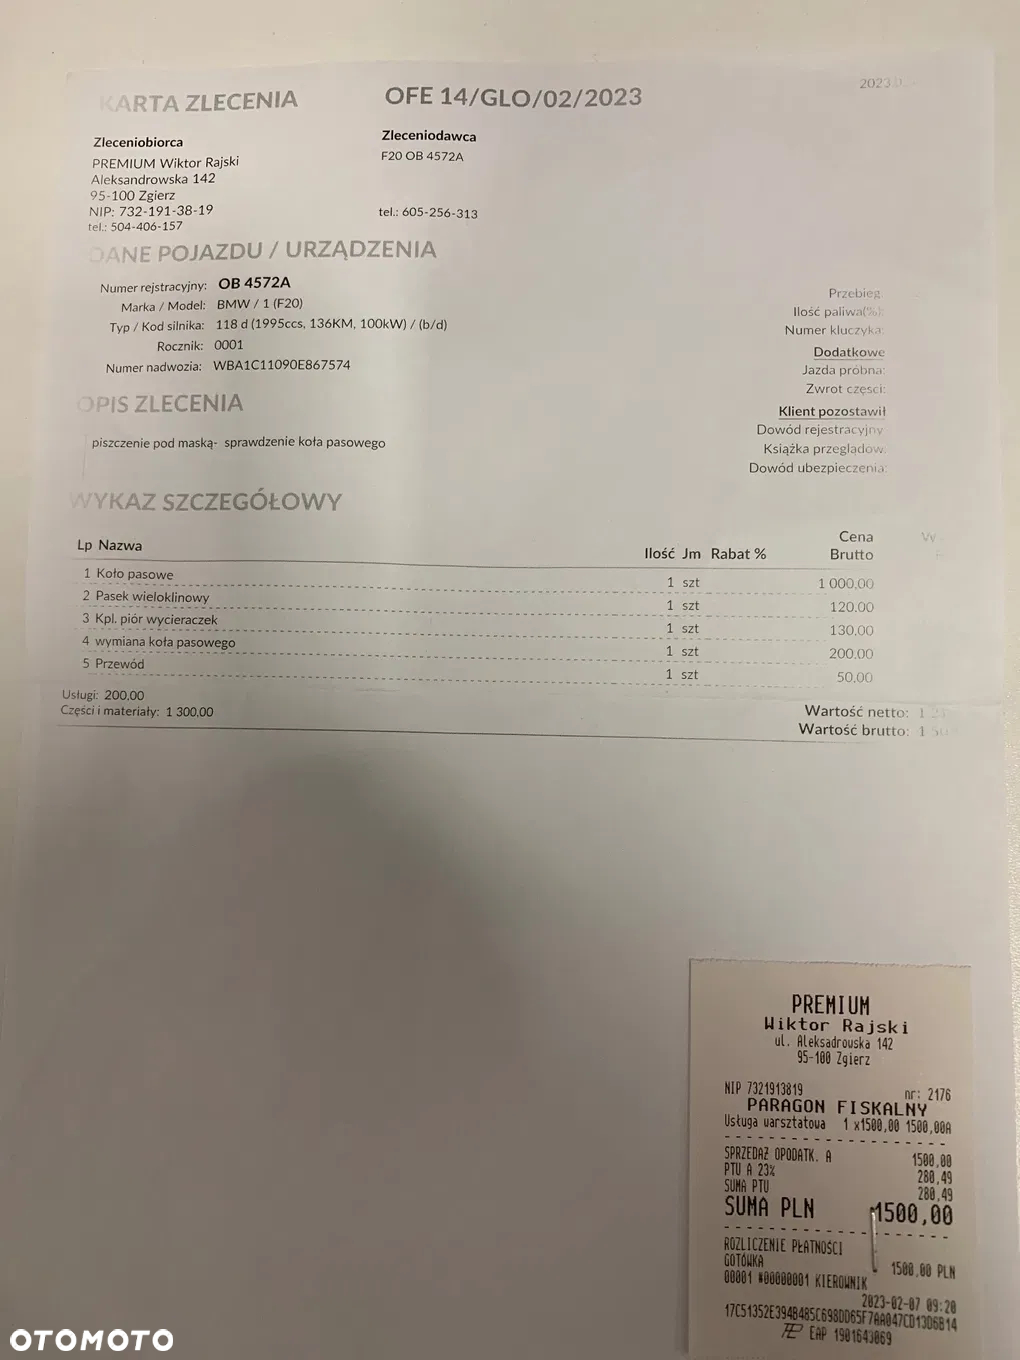 KARTA ZLECENIA
OFE 14/GLO/02/2023
2023
Zleceniobiorca
PREMIUM Wiktor Rajski
Aleksandrowska 142
95-100 Zgierz
NIP: 732-191-38-19
tel.: 504-406-157
Zleceniodawca
F20 OB 4572A
tel.: 605-256-313
DANE POJAZDU / URZĄDZENIA
Numer rejstracyjny: OB 4572A
Marka / Model: BMW / 1 (F20)
Typ / Kod silnika: 118 d (1995ccs, 136KM, 100kW) / (b/d)
Rocznik: 0001
Numer nadwozia: WBA1C11090E867574
Przebieg:
Ilość paliwa(%):
Numer kluczyka:
Dodatkowe
Jazda próbna:
Zwrot części:
Klient pozostawił
Dowód rejestracyjny
Książka przeglądow.
Dowód ubezpieczenia:
OPIS ZLECENIA
piszczenie pod maską- sprawdzenie koła pasowego
WYKAZ SZCZEGÓŁOWY
Lp Nazwa Ilość Jm Rabat % Cena Brutto
1 Koło pasowe 1 szt 1 000,00
2 Pasek wieloklinowy 1 szt 120,00
3 Kpl. piór wycieraczek 1 szt 130,00
4 wymiana koła pasowego 1 szt 200,00
5 Przewód 1 szt 50,00
Usługi: 200,00
Części i materiały: 1 300,00
Wartość netto: 1
Wartość brutto: 1
PREMIUM
Wiktor Rajski
ul. Aleksadrowska 142
95-100 Zgierz
NIP 7321913819 nr: 2176
PARAGON FISKALNY
Usługa warsztatowa 1 x1500,00 1500,00A
SPRZEDAŻ OPODATK. A 1500,00
PTU A 23% 280,49
SUMA PTU 280,49
SUMA PLN 1500,00
ROZLICZENIE PŁATNOŚCI
GOTÓWKA 1500,00 PLN
00001 #00000001 KIEROWNIK
2023-02-07 09:20
17C51352E394B485C698DD65F7AA047CD13D6B14
EAP 1901643069
OTOMOTO